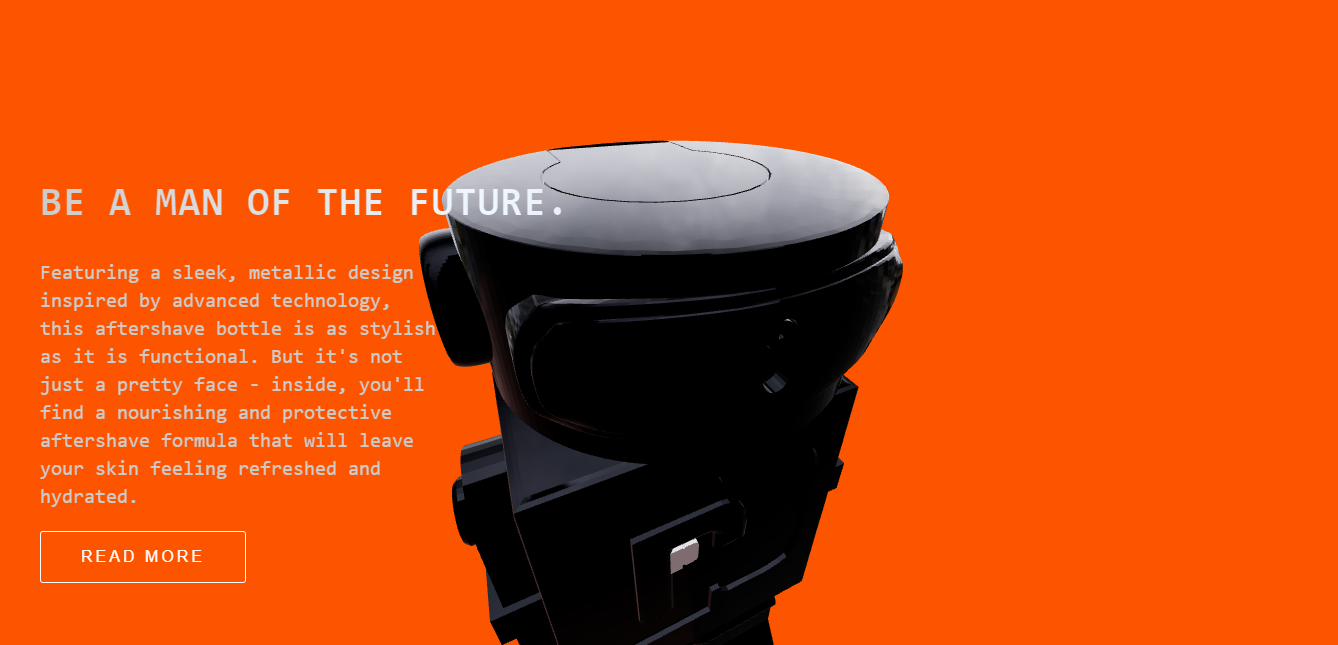 BE A MAN OF THE FUTURE.
Featuring a sleek, metallic design
inspired by advanced technology,
this aftershave bottle is as stylish
as it is functional. But it's not
just a pretty face - inside, you'll
find a nourishing and protective
aftershave formula that will leave
your skin feeling refreshed and
hydrated.
READ MORE